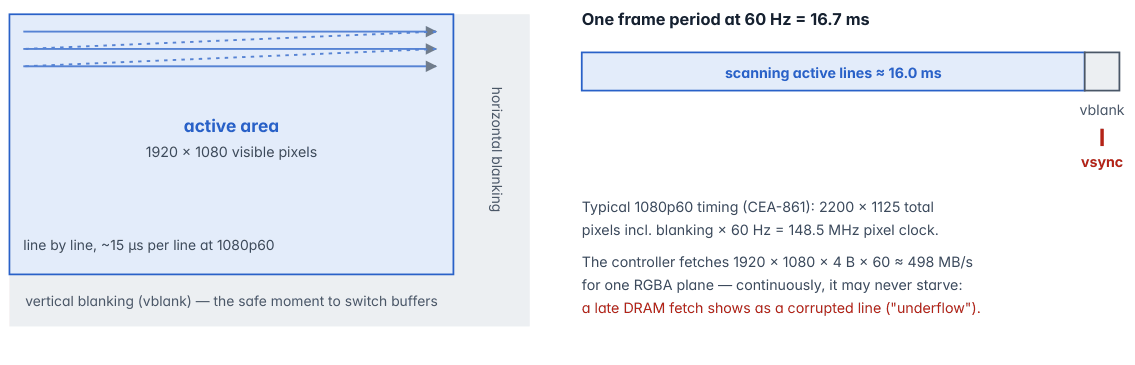 active area
1920 × 1080 visible pixels
line by line, ~15 µs per line at 1080p60
horizontal blanking
vertical blanking (vblank) — the safe moment to switch buffers
One frame period at 60 Hz = 16.7 ms
scanning active lines ≈ 16.0 ms
vblank
vsync
Typical 1080p60 timing (CEA-861): 2200 × 1125 total
pixels incl. blanking × 60 Hz = 148.5 MHz pixel clock.
The controller fetches 1920 × 1080 × 4 B × 60 ≈ 498 MB/s
for one RGBA plane — continuously, it may never starve:
a late DRAM fetch shows as a corrupted line ("underflow").